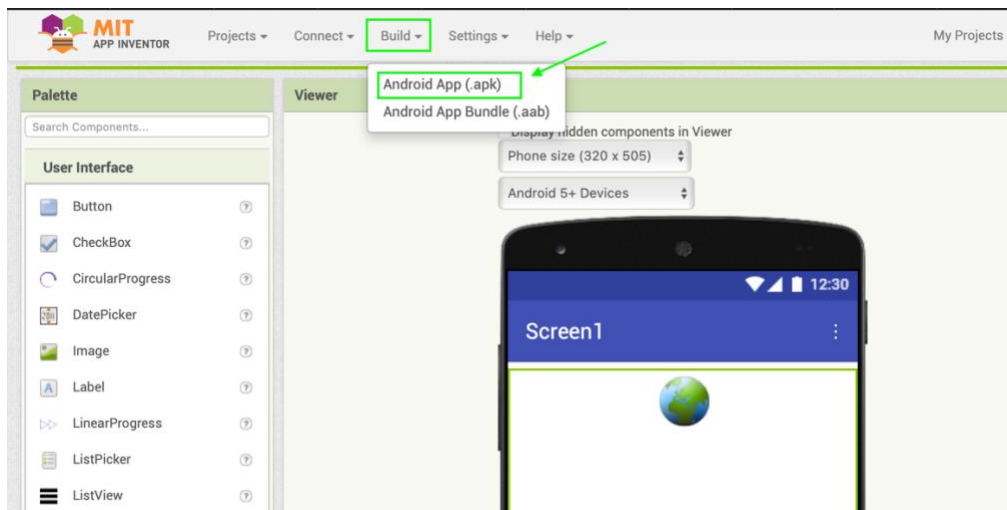 MIT
APP INVENTOR
Projects Connect Build Settings Help My Projects
Android App (.apk)
Android App Bundle (.aab)
Palette
Viewer
Search Components...
Display hidden components in Viewer
Phone size (320 x 505)
Android 5+ Devices
User Interface
Button
CheckBox
CircularProgress
DatePicker
Image
Label
LinearProgress
ListPicker
ListView
12:30
Screen1